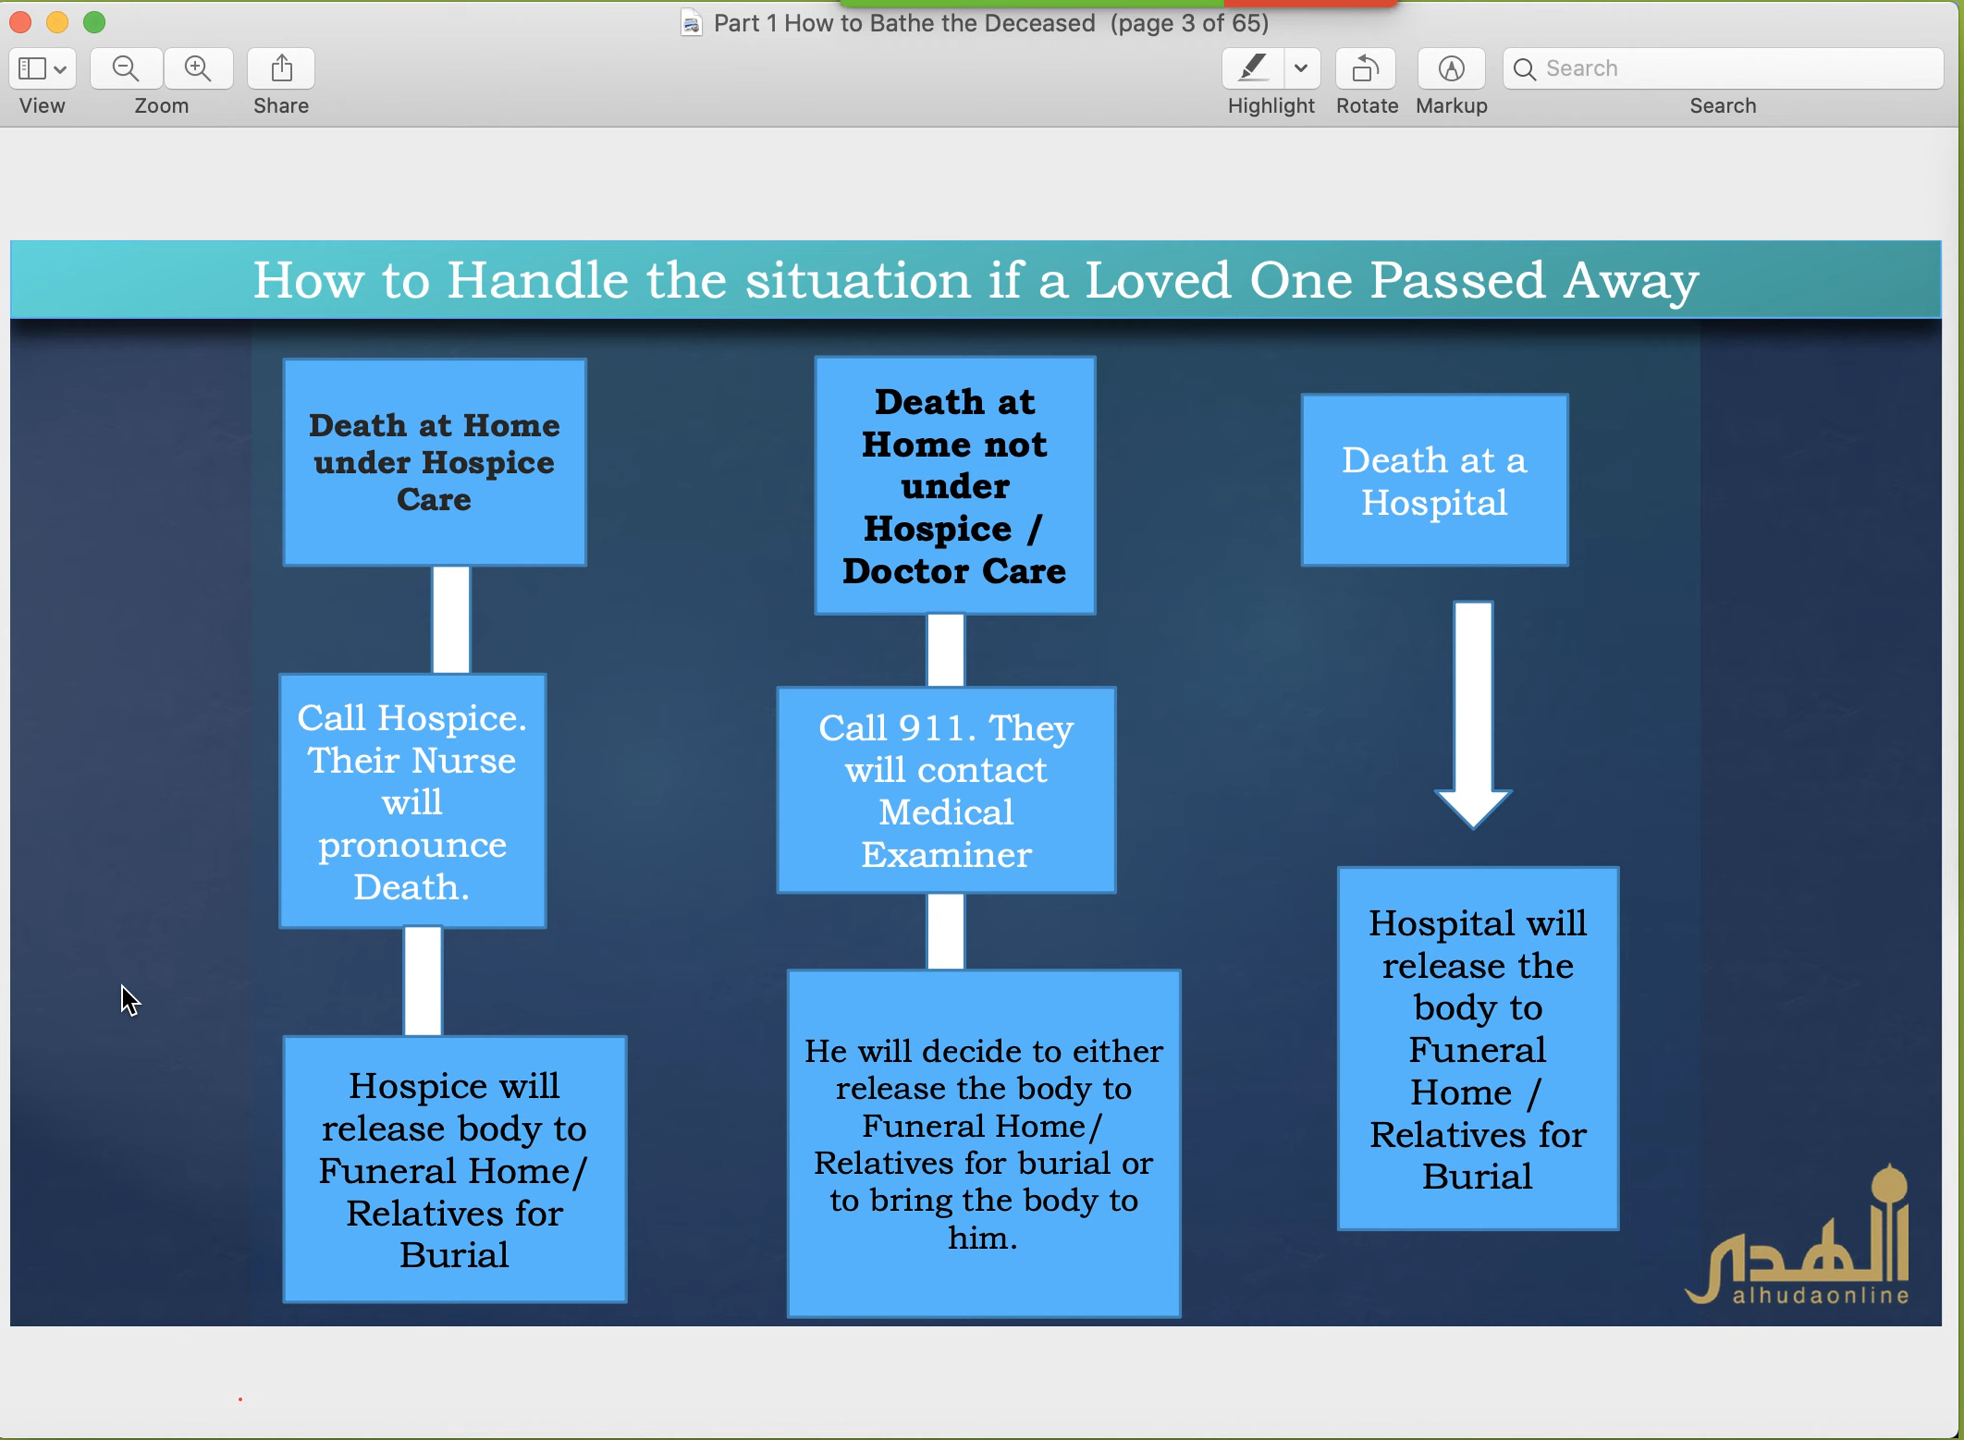 Part 1 How to Bathe the Deceased (page 3 of 65)
View
Zoom
Share
Highlight
Rotate
Markup
Search
Search
How to Handle the situation if a Loved One Passed Away
Death at Home
under Hospice
Care
Call Hospice.
Their Nurse
will
pronounce
Death.
Hospice will
release body to
Funeral Home/
Relatives for
Burial
Death at
Home not
under
Hospice /
Doctor Care
Call 911. They
will contact
Medical
Examiner
He will decide to either
release the body to
Funeral Home/
Relatives for burial or
to bring the body to
him.
Death at a
Hospital
Hospital will
release the
body to
Funeral
Home /
Relatives for
Burial
الهدى
alhudaonline